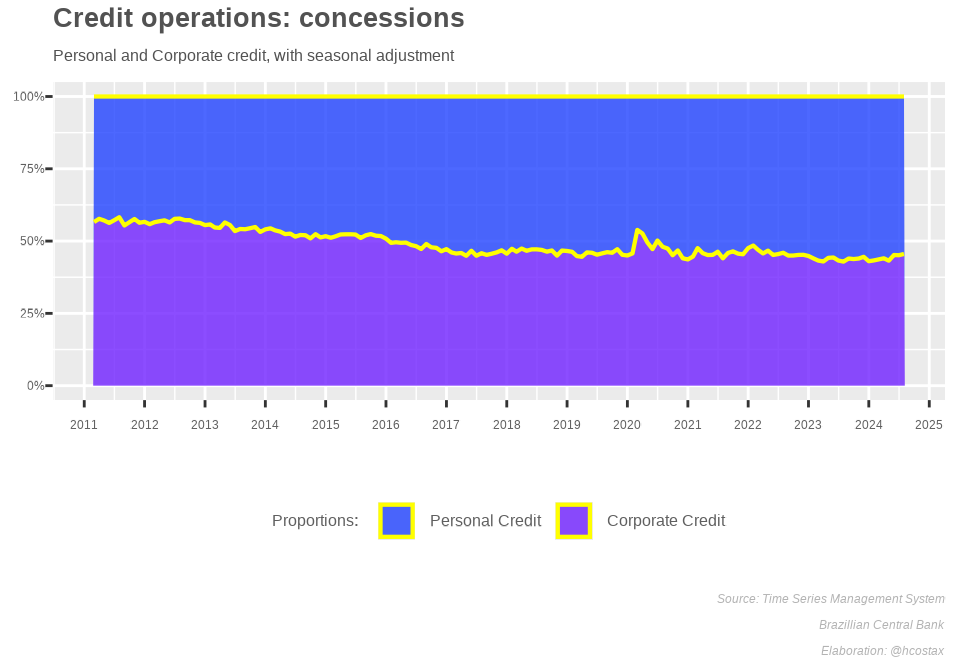 Credit operations: concessions
Personal and Corporate credit, with seasonal adjustment
100%
75%
50%
25%
0%
2011 2012 2013 2014 2015 2016 2017 2018 2019 2020 2021 2022 2023 2024 2025
Proportions: Personal Credit Corporate Credit
Source: Time Series Management System
Brazillian Central Bank
Elaboration: @hcostax